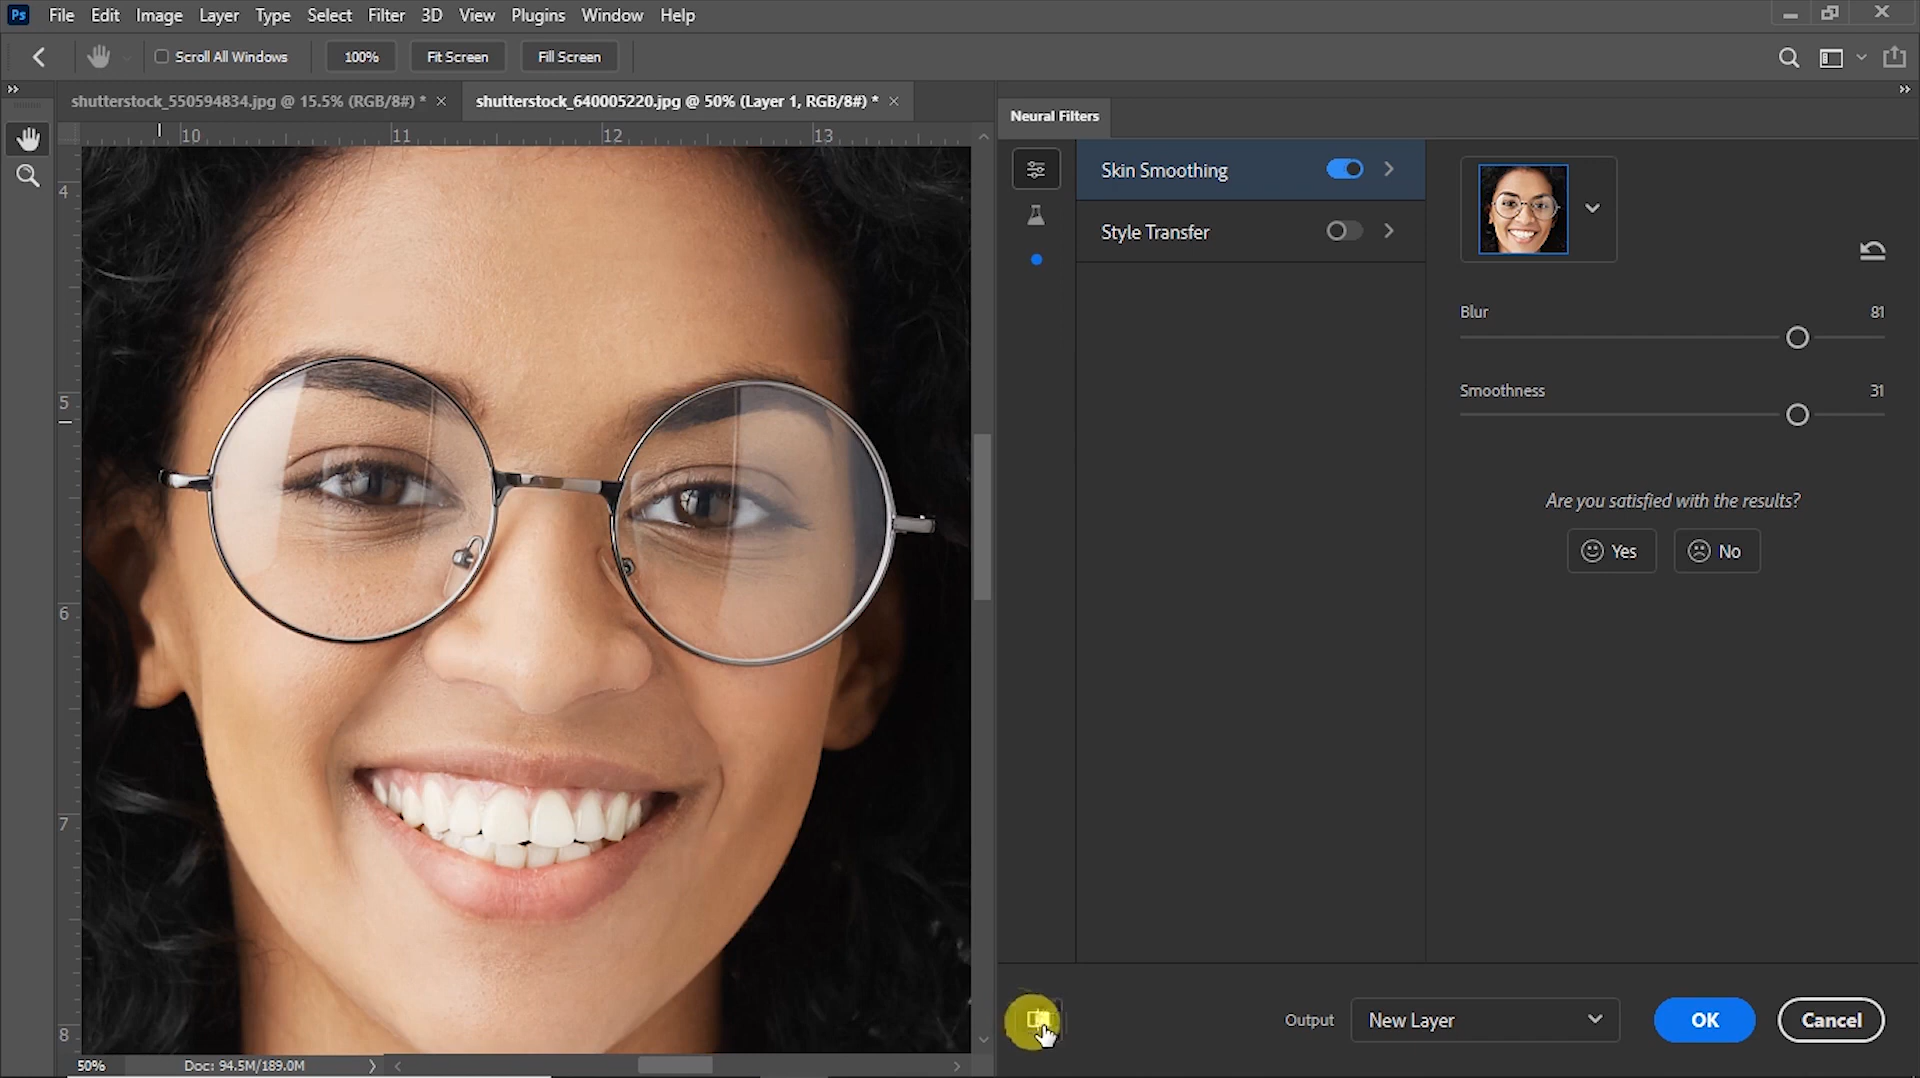 Ps File Edit Image Layer Type Select Filter 3D View Plugins Window Help
Scroll All Windows 100% Fit Screen Fill Screen
shutterstock_550594834.jpg @ 15.5% (RGB/8#) * shutterstock_640005220.jpg @ 50% (Layer 1, RGB/8#) *
Neural Filters
10 11 12 13
Skin Smoothing
4
Style Transfer
Blur 81
Smoothness 31
5
Are you satisfied with the results?
Yes No
6
7
Output New Layer OK Cancel
8
50% Doc: 94.5M/189.0M